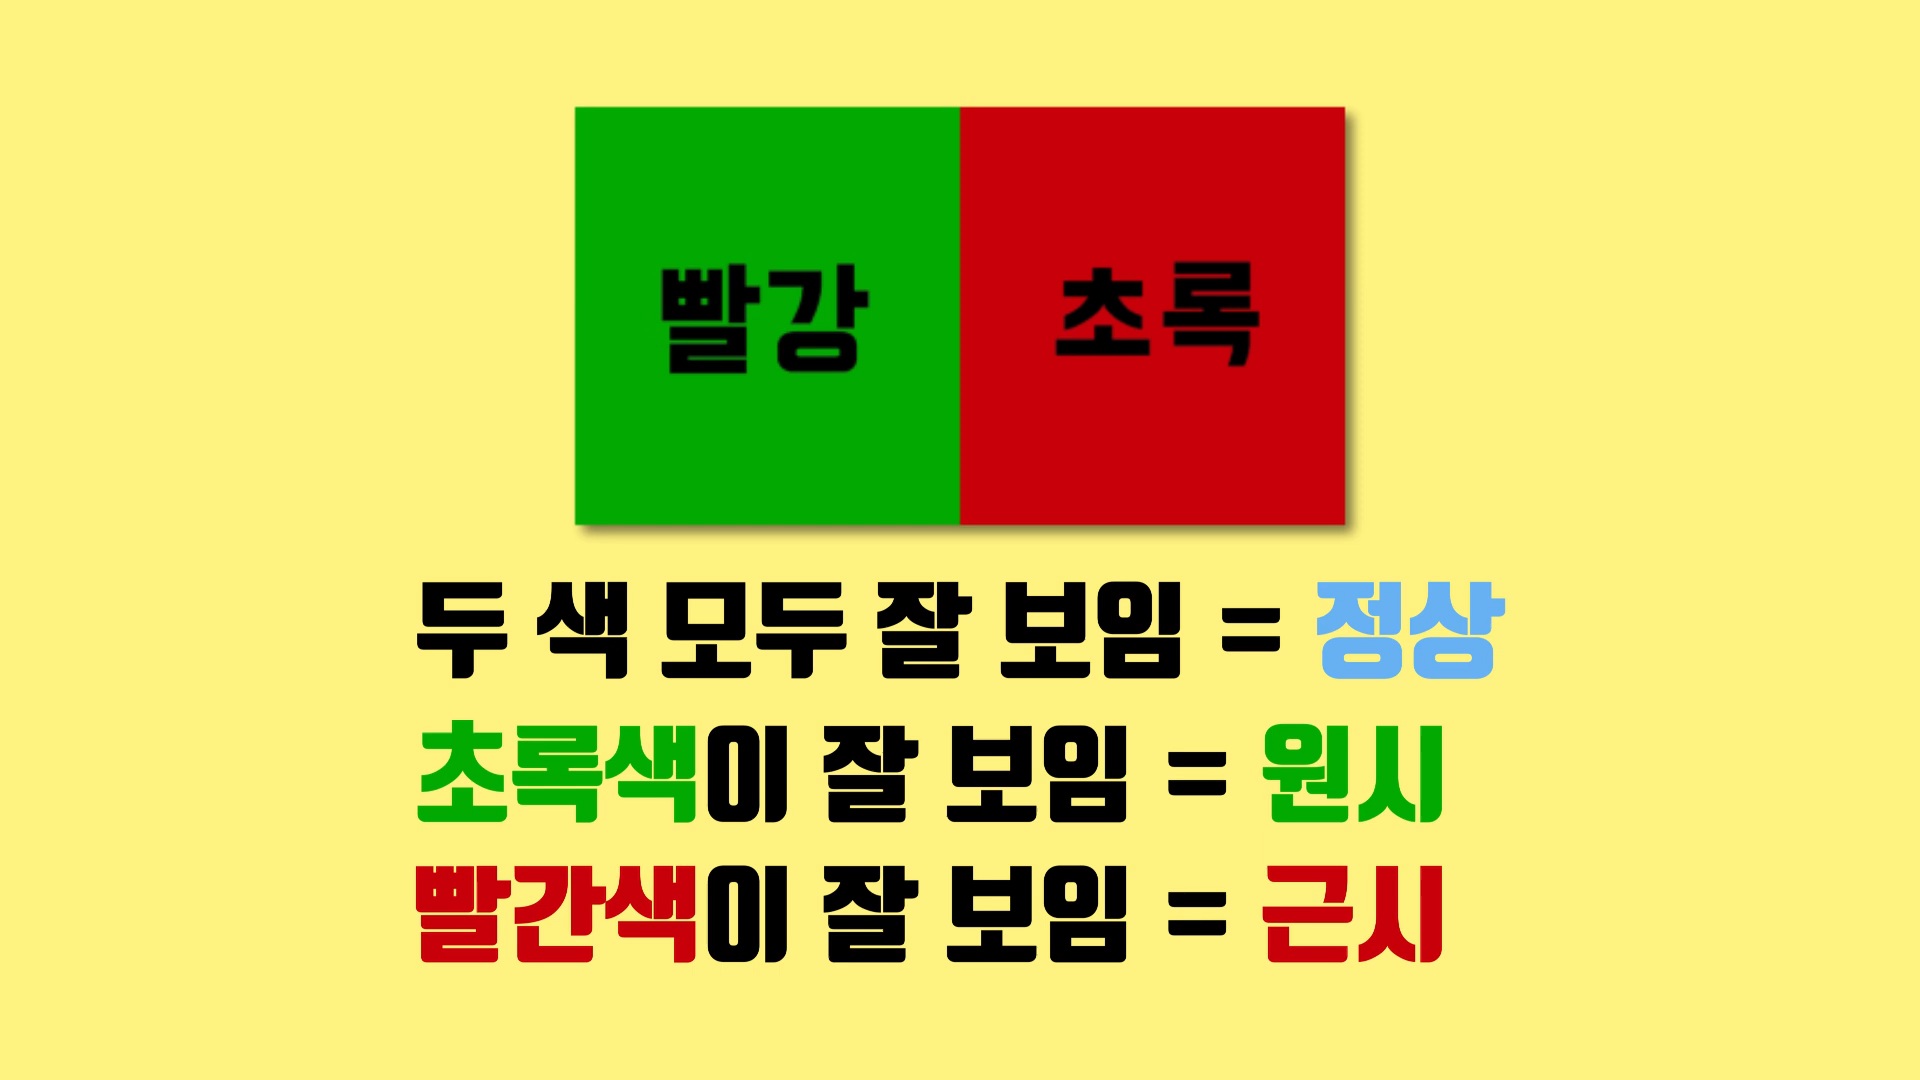 빨강 초록
두 색 모두 잘 보임 = 정상
초록색이 잘 보임 = 원시
빨간색이 잘 보임 = 근시